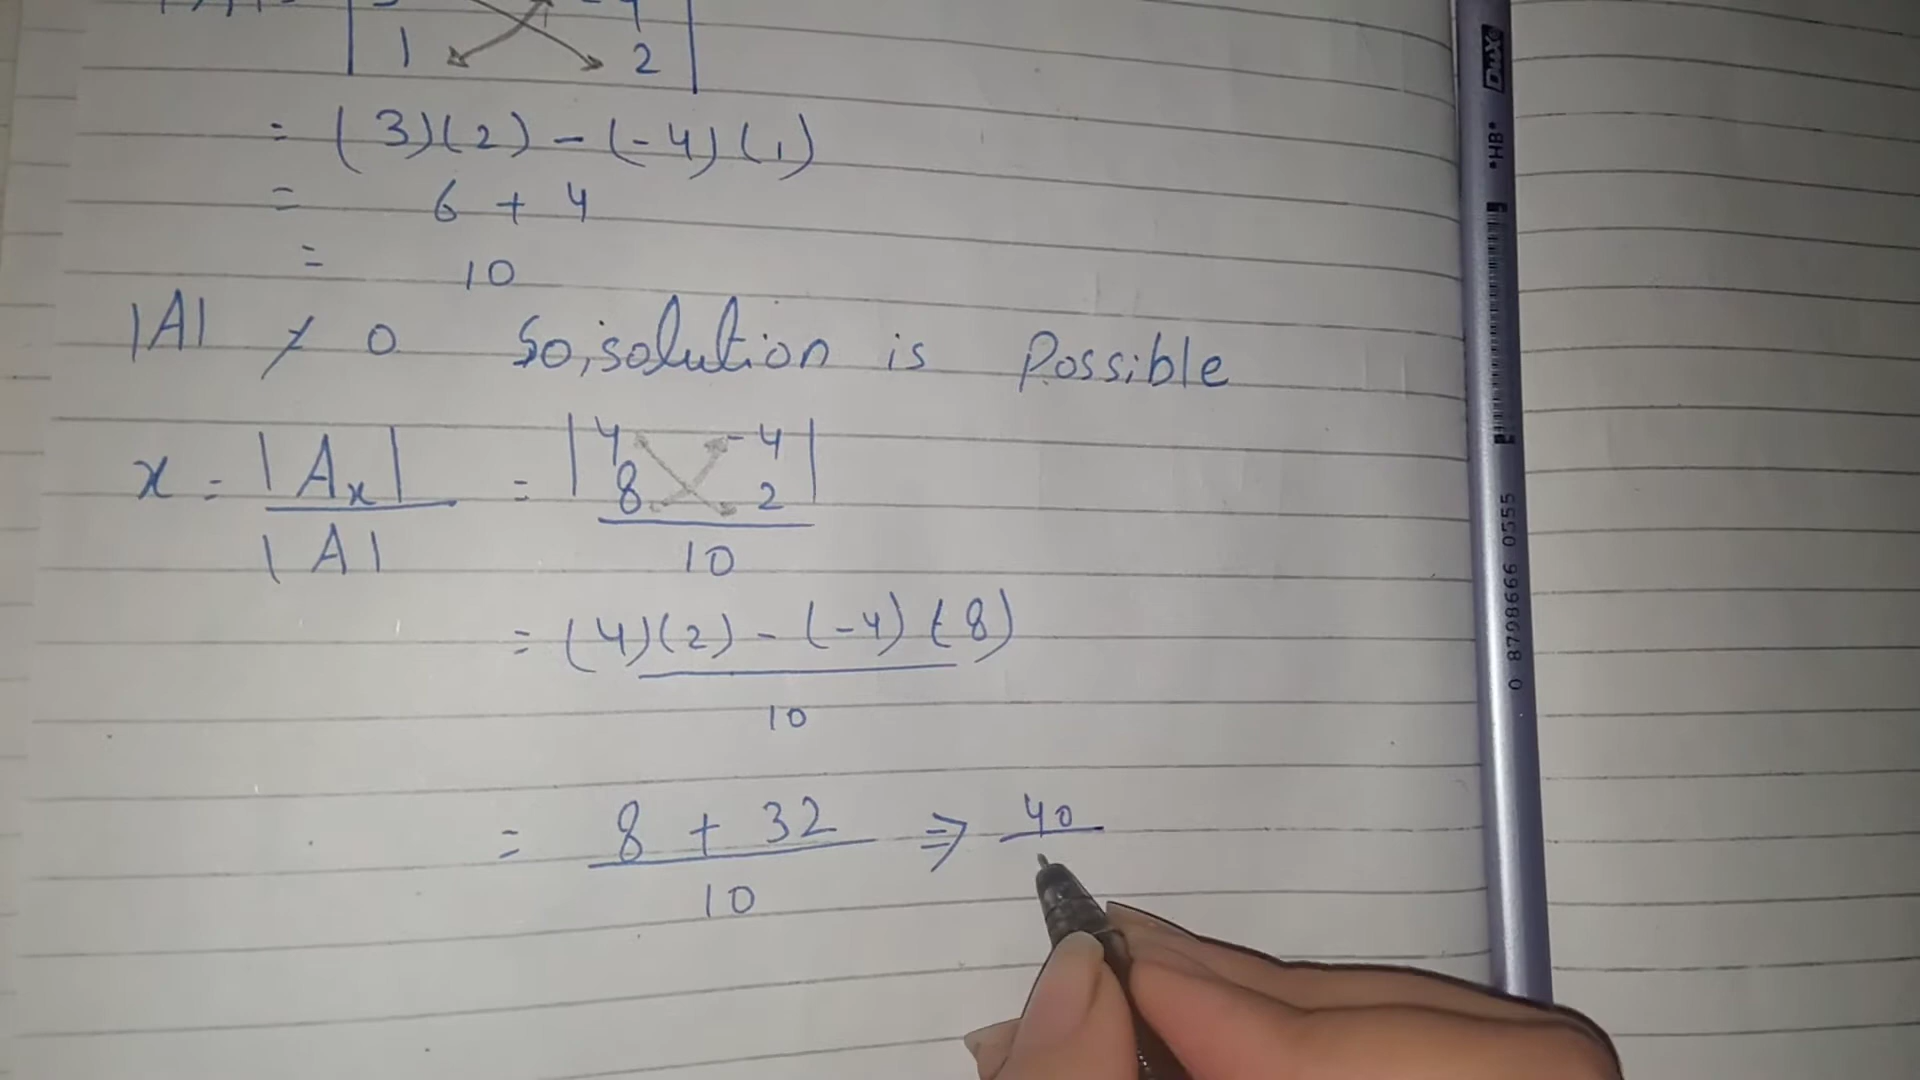 1 2
= (3)(2) - (-4)(1)
= 6 + 4
= 10
|A| ≠ 0 So, solution is Possible
x = |Ax| / |A| = |4 -4|
|8 2| / 10
= (4)(2) - (-4)(8)
10
= 8 + 32 ⇒ 40
10
DUX
*HB*
0 8798666 0555